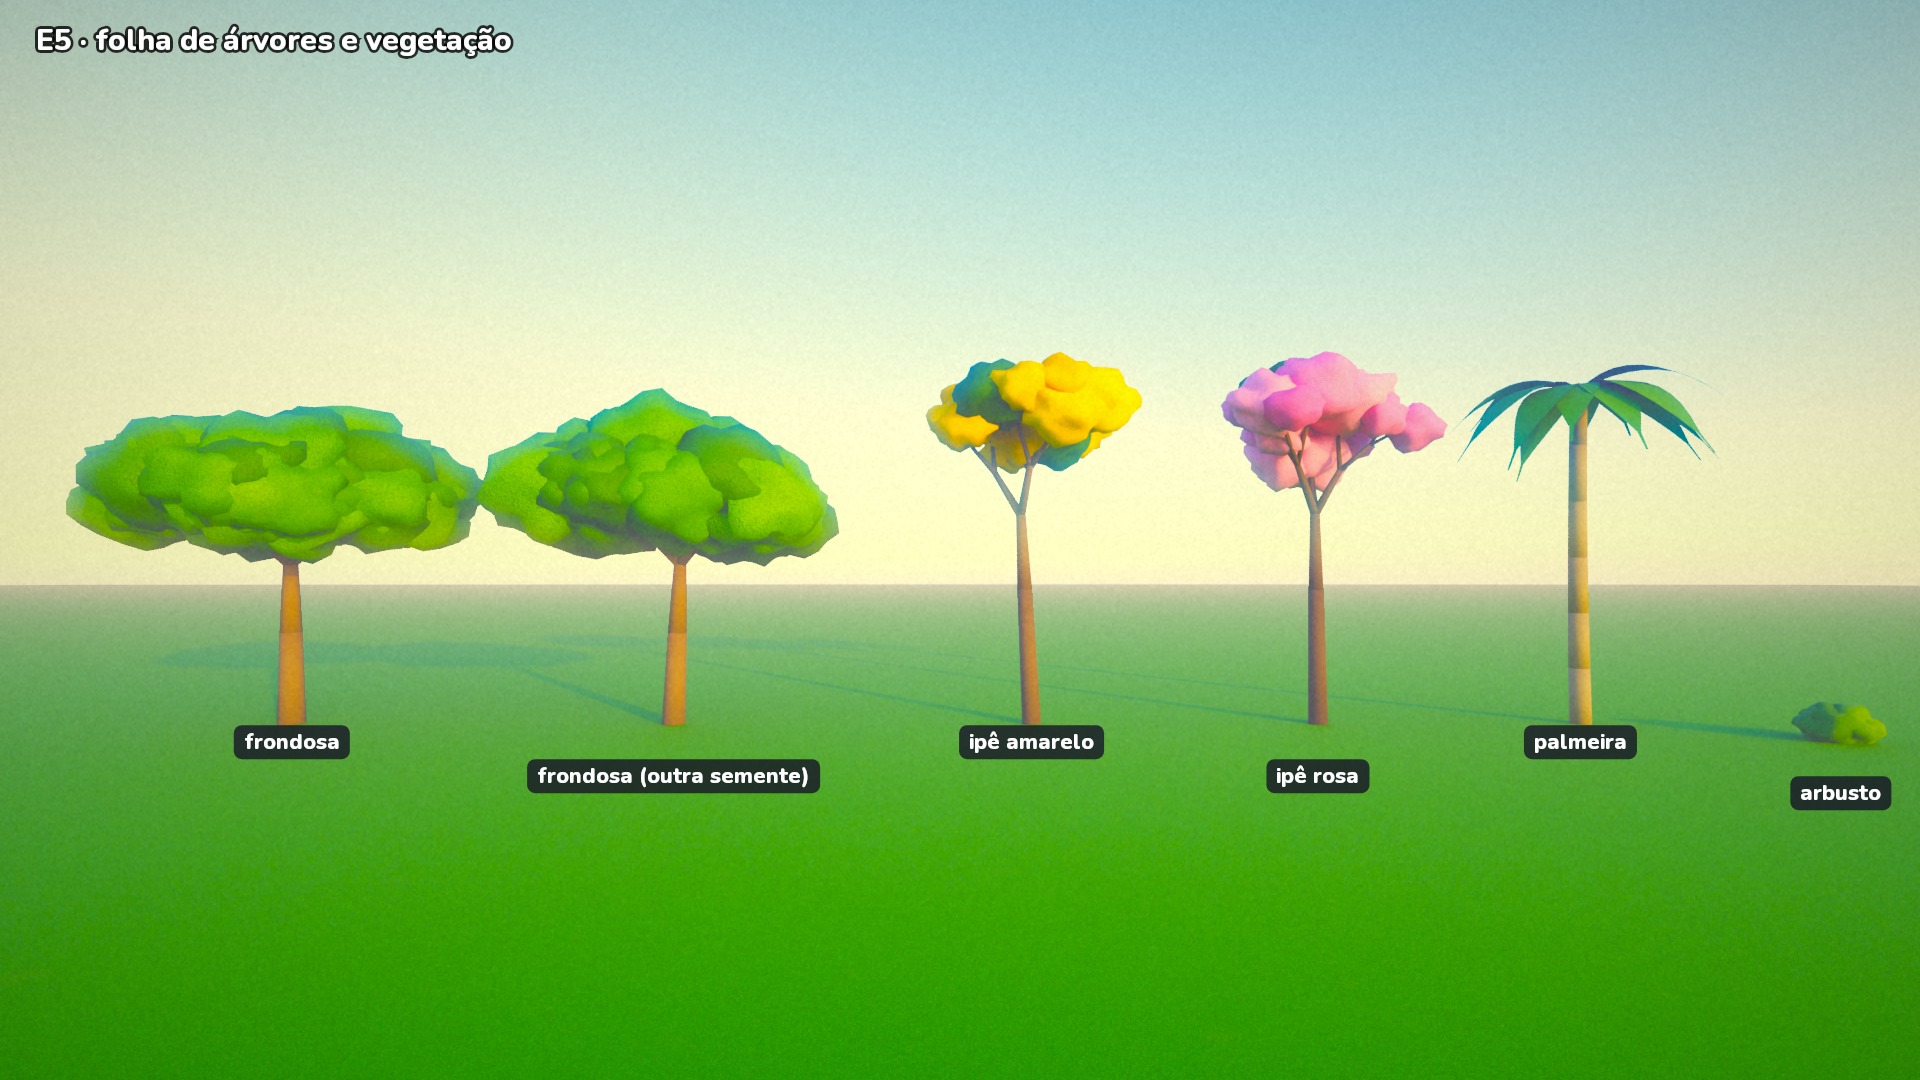 E5 · folha de árvores e vegetação
frondosa
frondosa (outra semente)
ipê amarelo
ipê rosa
palmeira
arbusto